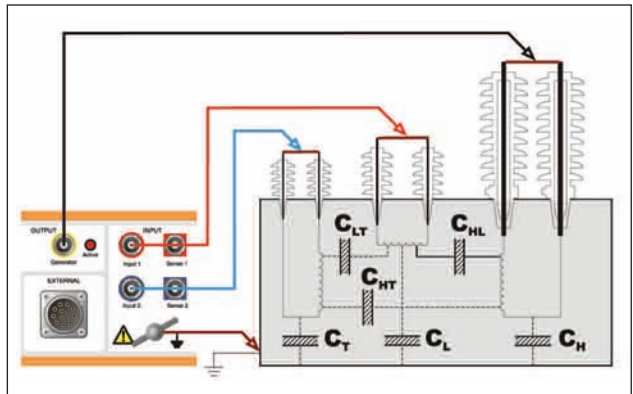 OUTPUT
INPUT
Generator
Active
Input 1
Sense 1
EXTERNAL
Input 2
Sense 2
CLT
CHL
CHT
CT
CL
CH